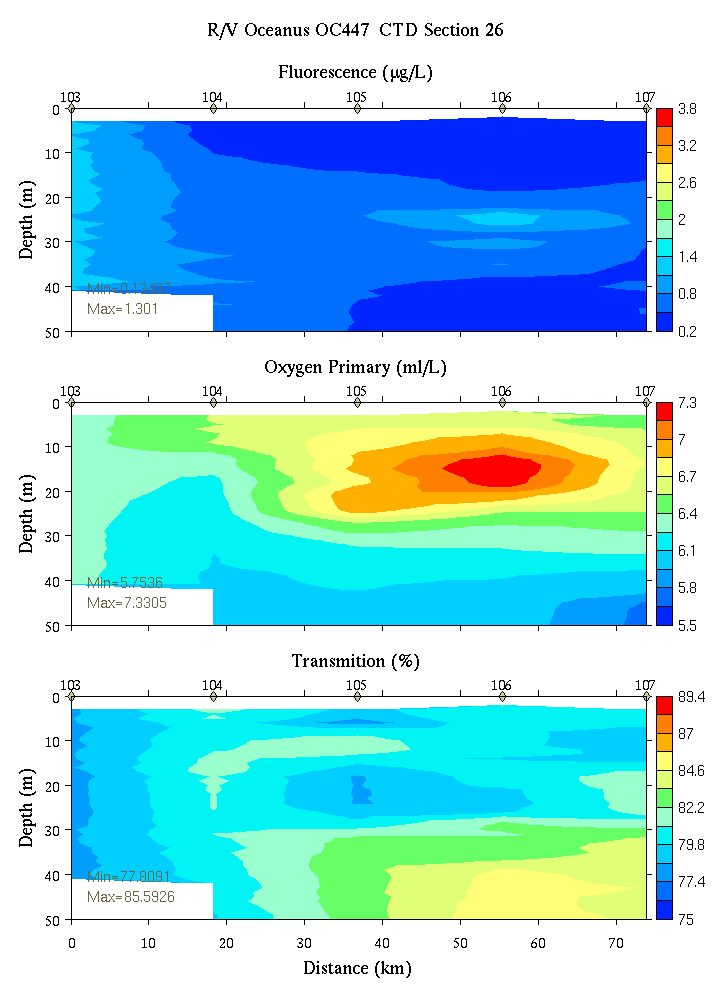 R/V Oceanus OC447 CTD Section 26
Fluorescence (µg/L)
103 104 105 106 107
0
10
20
30
40
50
Depth (m)
Max=1.301
3.8
3.2
2.6
2
1.4
0.8
0.2
Oxygen Primary (ml/L)
103 104 105 106 107
0
10
20
30
40
50
Depth (m)
Min=5.7536
Max=7.3305
7.3
7
6.7
6.4
6.1
5.8
5.5
Transmition (%)
103 104 105 106 107
0
10
20
30
40
50
Depth (m)
Min=77.8091
Max=85.5926
89.4
87
84.6
82.2
79.8
77.4
75
0 10 20 30 40 50 60 70
Distance (km)